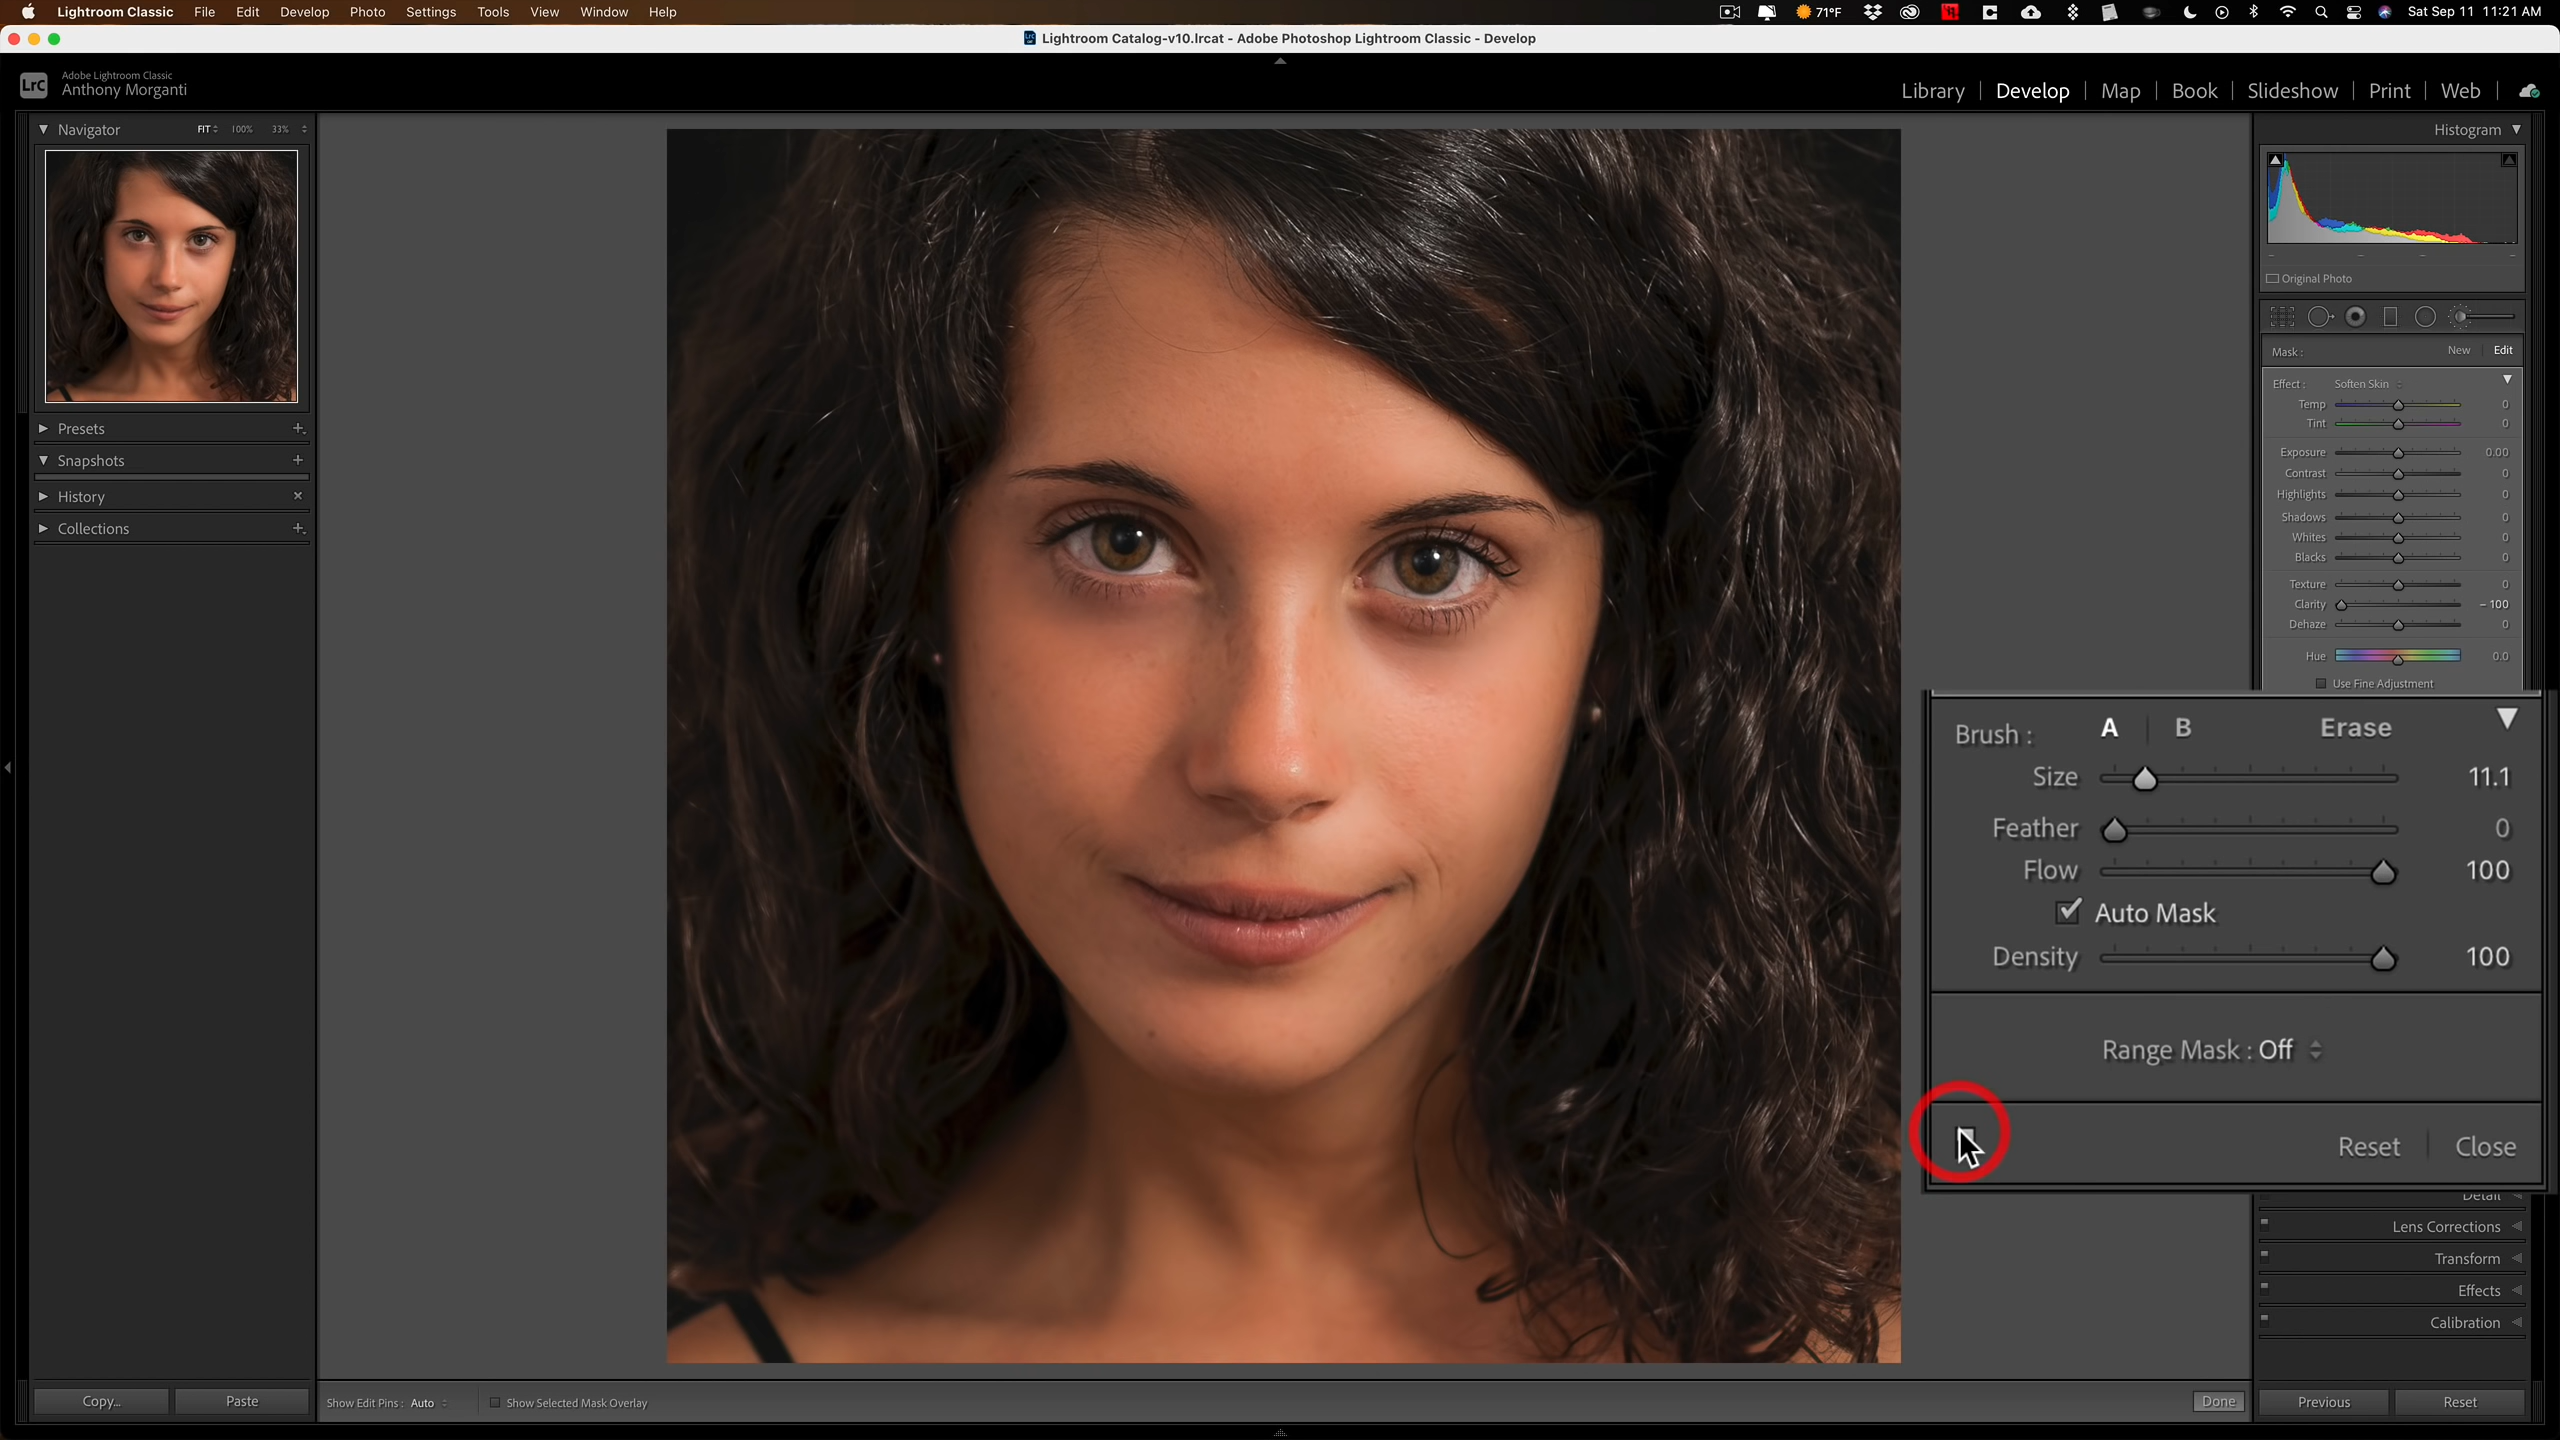 Lightroom Classic File Edit Develop Photo Settings Tools View Window Help 71°F Sat Sep 11 11:21 AM
Lightroom Catalog-v10.lrcat - Adobe Photoshop Lightroom Classic - Develop
LrC
Adobe Lightroom Classic
Anthony Morganti
Library | Develop | Map | Book | Slideshow | Print | Web
Navigator FIT 100% 33%
Presets
Snapshots
History
Collections
Histogram
Original Photo
Mask : New Edit
Effect : Soften Skin
Temp 0
Tint 0
Exposure 0.00
Contrast 0
Highlights 0
Shadows 0
Whites 0
Blacks 0
Texture 0
Clarity – 100
Dehaze 0
Hue 0.0
Use Fine Adjustment
Brush : A B Erase
Size 11.1
Feather 0
Flow 100
Auto Mask
Density 100
Range Mask : Off
Reset Close
Detail
Lens Corrections
Transform
Effects
Calibration
Copy... Paste
Show Edit Pins : Auto Show Selected Mask Overlay Done
Previous Reset